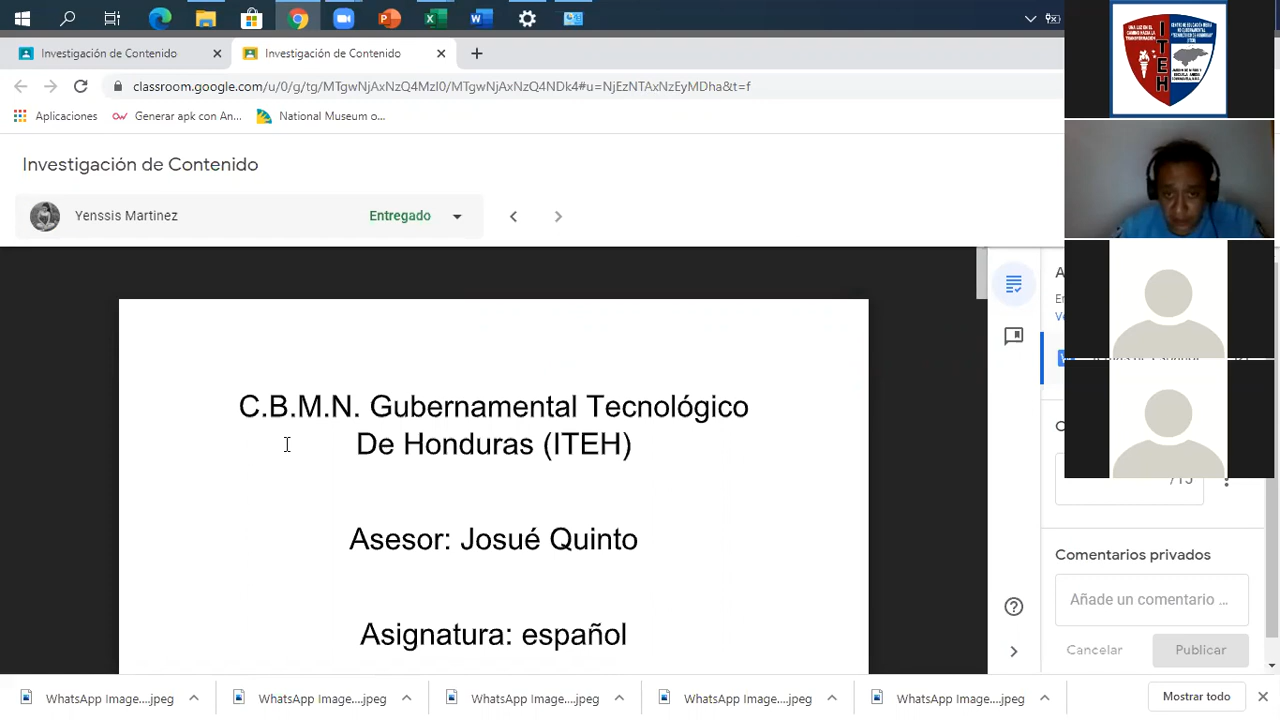 Investigación de Contenido
Investigación de Contenido
classroom.google.com/u/0/g/tg/MTgwNjAxNzQ4MzI0/MTgwNjAxNzQ4NDk4#u=NjEzNTAxNzEyMDha&t=f
Aplicaciones
Generar apk con An...
National Museum o...
Investigación de Contenido
Yenssis Martinez
Entregado
C.B.M.N. Gubernamental Tecnológico
De Honduras (ITEH)
Asesor: Josué Quinto
Asignatura: español
ITEH
/15
Comentarios privados
Añade un comentario ...
Cancelar
Publicar
WhatsApp Image....jpeg
WhatsApp Image....jpeg
WhatsApp Image....jpeg
WhatsApp Image....jpeg
WhatsApp Image....jpeg
Mostrar todo